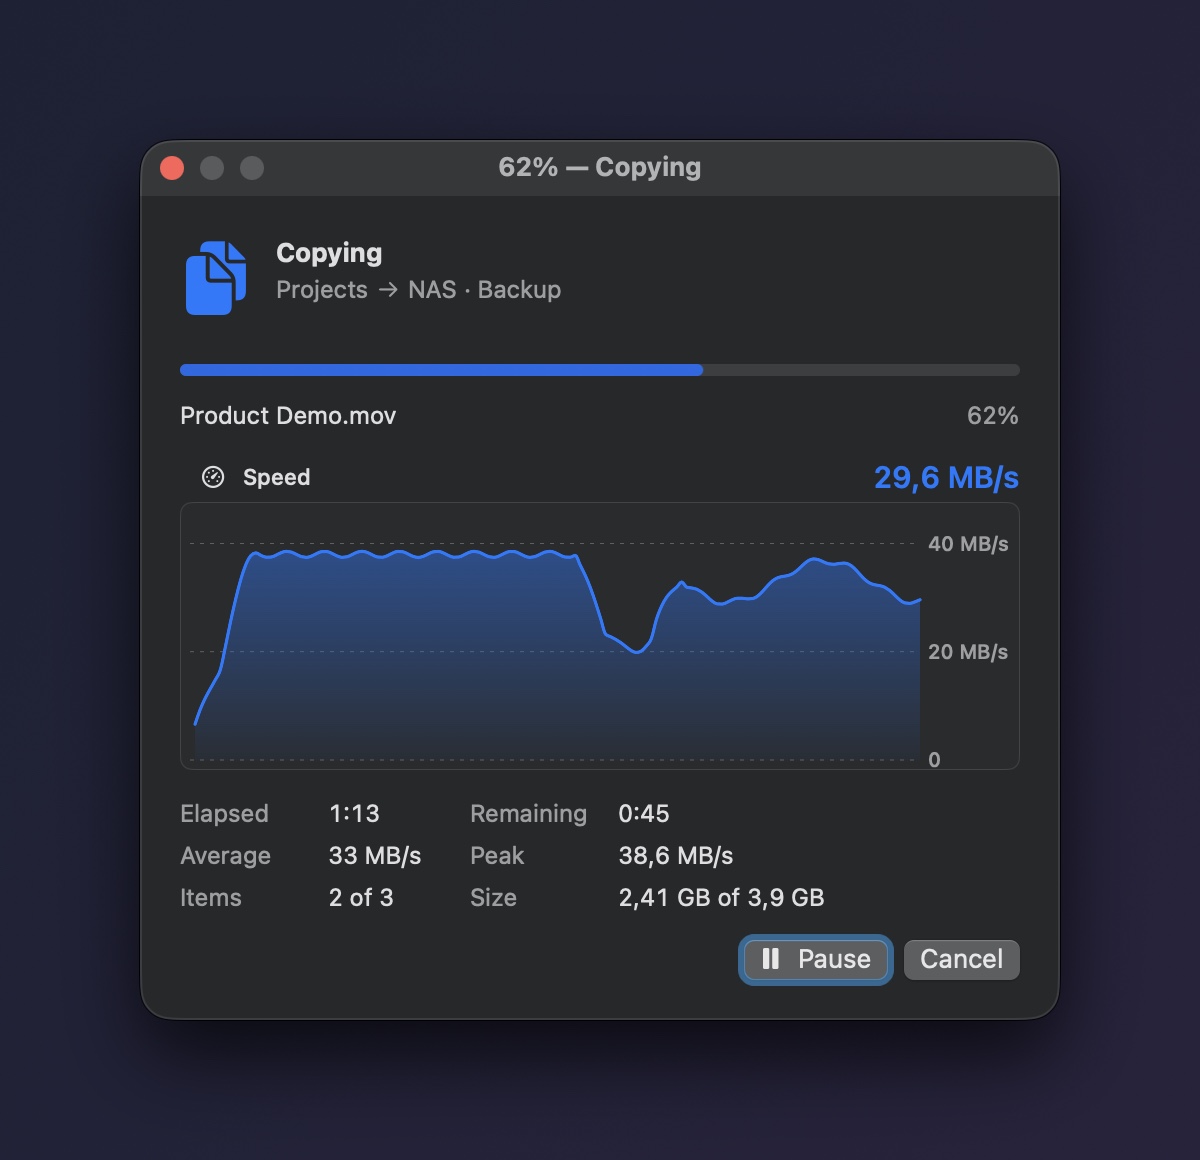 62% — Copying
Copying
Projects → NAS · Backup
Product Demo.mov 62%
Speed 29,6 MB/s
40 MB/s
20 MB/s
0
Elapsed 1:13 Remaining 0:45
Average 33 MB/s Peak 38,6 MB/s
Items 2 of 3 Size 2,41 GB of 3,9 GB
Pause Cancel